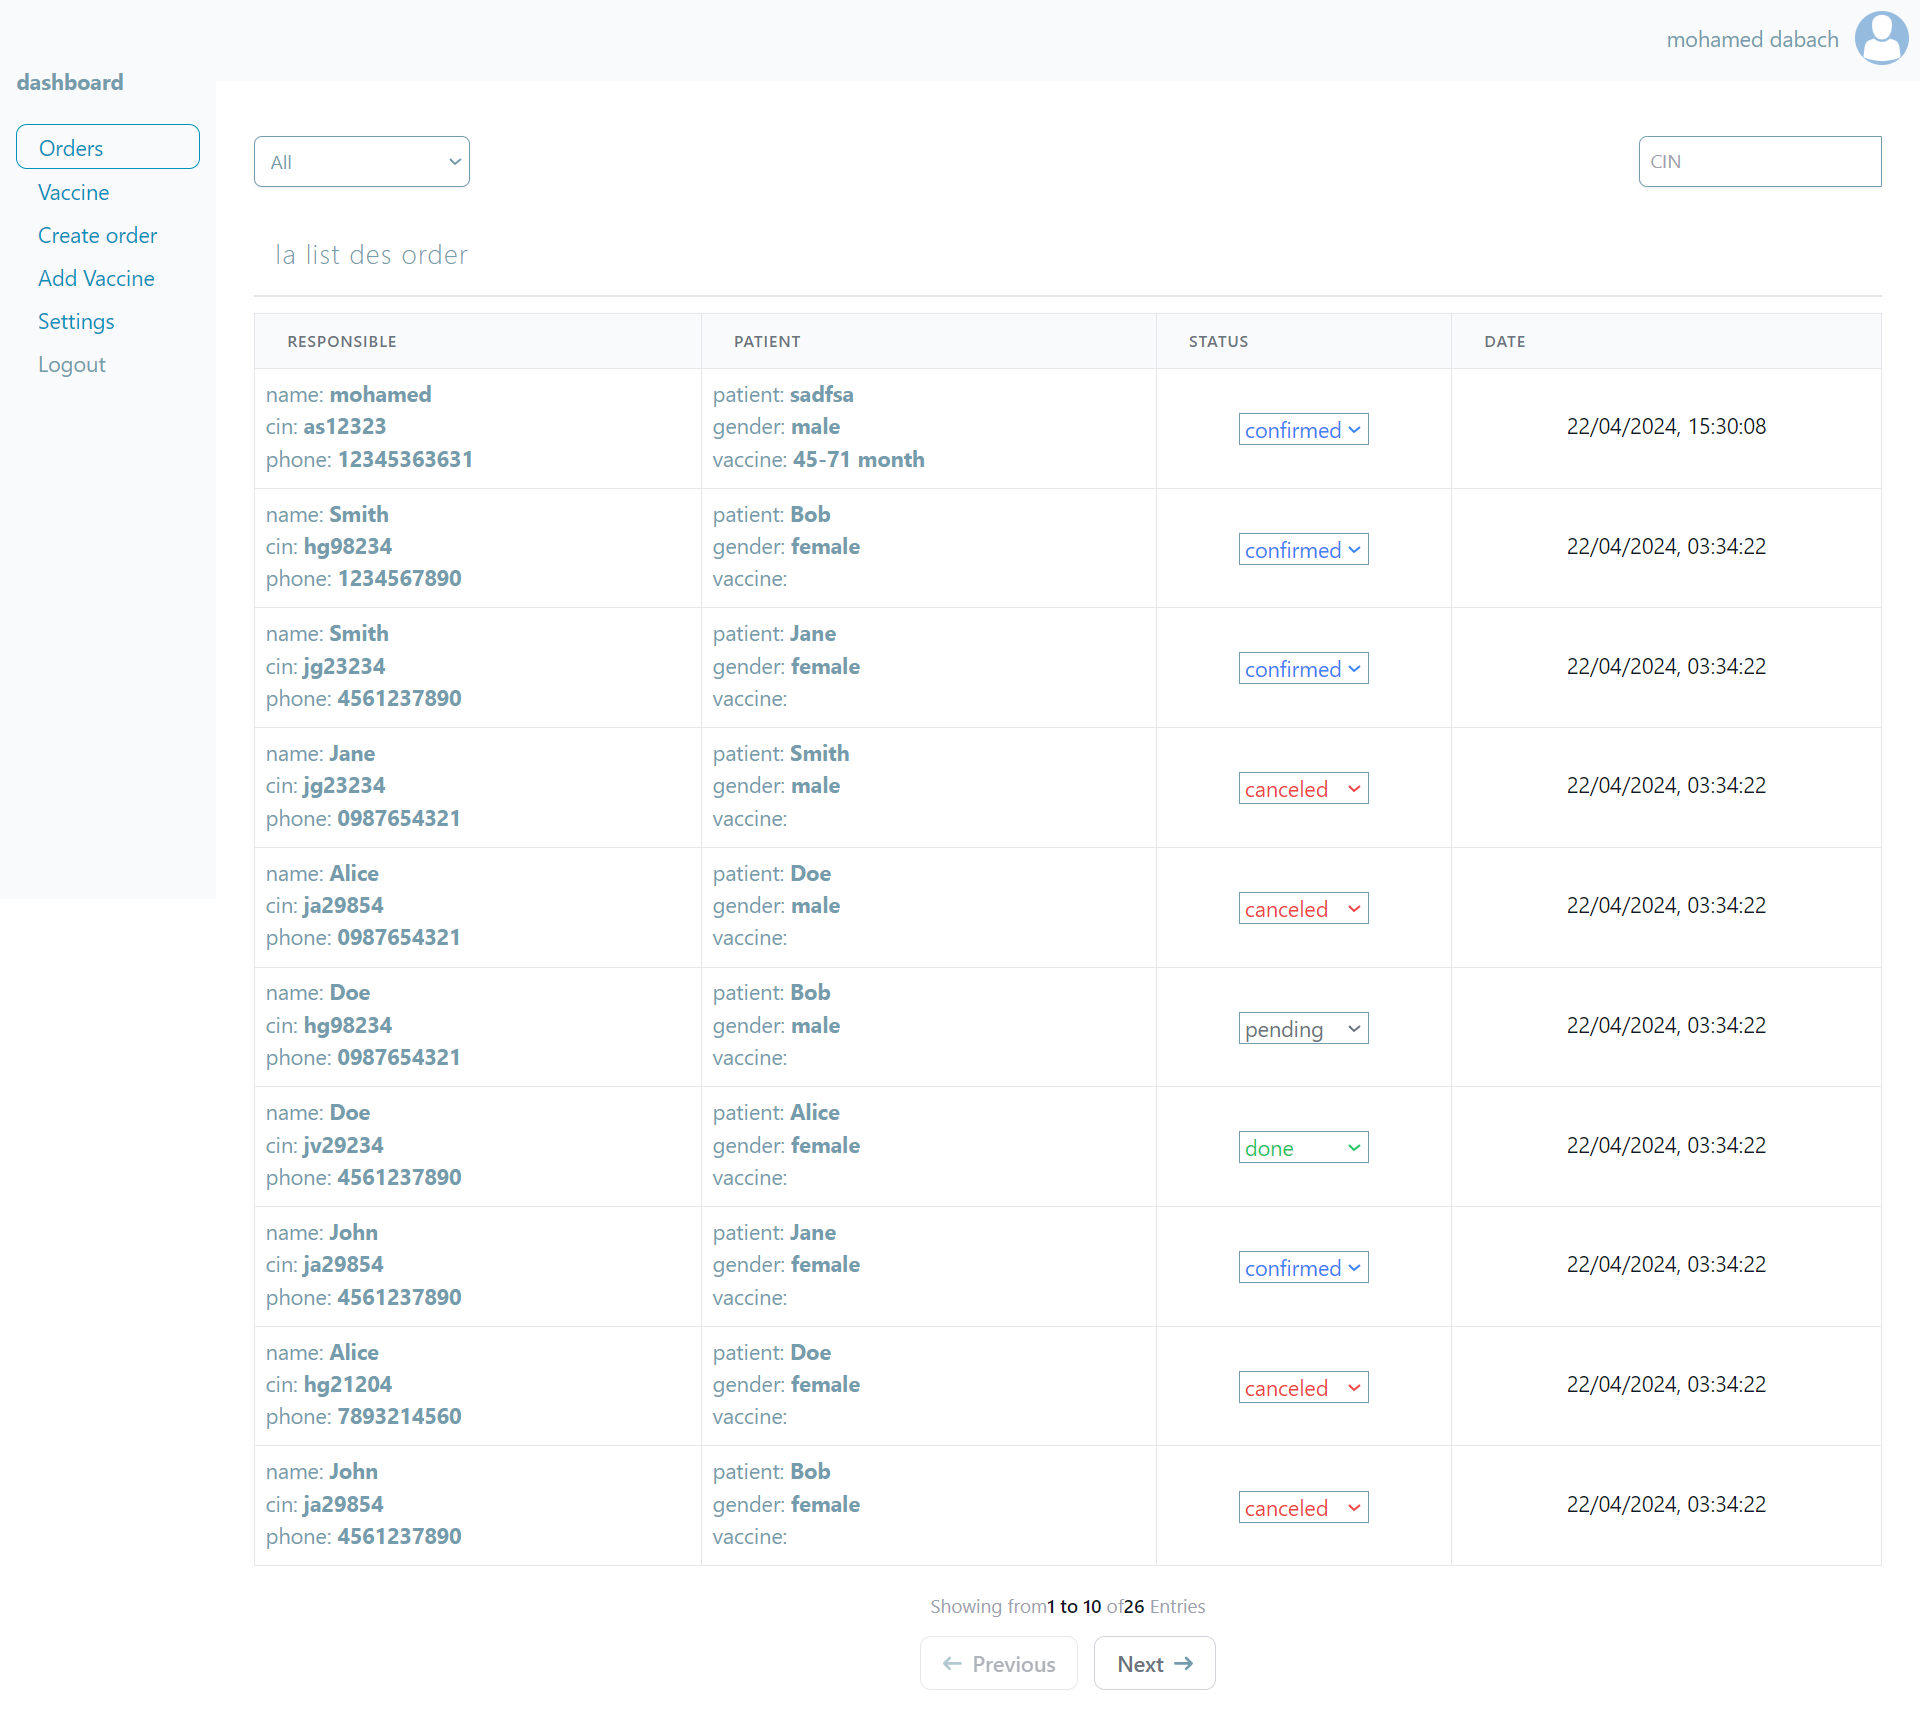 mohamed dabach
dashboard
Orders
Vaccine
Create order
Add Vaccine
Settings
Logout
All
CIN
la list des order
RESPONSIBLE PATIENT STATUS DATE
name: mohamed
cin: as12323
phone: 12345363631
patient: sadfsa
gender: male
vaccine: 45-71 month
confirmed
22/04/2024, 15:30:08
name: Smith
cin: hg98234
phone: 1234567890
patient: Bob
gender: female
vaccine:
confirmed
22/04/2024, 03:34:22
name: Smith
cin: jg23234
phone: 4561237890
patient: Jane
gender: female
vaccine:
confirmed
22/04/2024, 03:34:22
name: Jane
cin: jg23234
phone: 0987654321
patient: Smith
gender: male
vaccine:
canceled
22/04/2024, 03:34:22
name: Alice
cin: ja29854
phone: 0987654321
patient: Doe
gender: male
vaccine:
canceled
22/04/2024, 03:34:22
name: Doe
cin: hg98234
phone: 0987654321
patient: Bob
gender: male
vaccine:
pending
22/04/2024, 03:34:22
name: Doe
cin: jv29234
phone: 4561237890
patient: Alice
gender: female
vaccine:
done
22/04/2024, 03:34:22
name: John
cin: ja29854
phone: 4561237890
patient: Jane
gender: female
vaccine:
confirmed
22/04/2024, 03:34:22
name: Alice
cin: hg21204
phone: 7893214560
patient: Doe
gender: female
vaccine:
canceled
22/04/2024, 03:34:22
name: John
cin: ja29854
phone: 4561237890
patient: Bob
gender: female
vaccine:
canceled
22/04/2024, 03:34:22
Showing from1 to 10 of26 Entries
← Previous
Next →